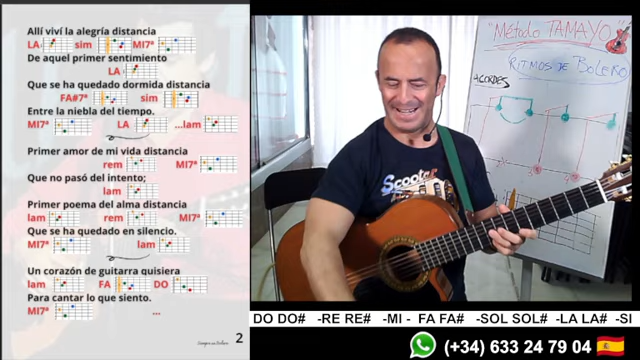 Allí viví la alegría distancia
LA sim MI7ª
De aquel primer sentimiento
LA
Que se ha quedado dormida distancia
FA#7ª sim
Entre la niebla del tiempo.
MI7ª LA ...lam
Primer amor de mi vida distancia
rem MI7ª
Que no pasó del intento;
lam
Primer poema del alma distancia
lam rem MI7ª
Que se ha quedado en silencio.
MI7ª lam
Un corazón de guitarra quisiera
lam FA DO
Para cantar lo que siento.
MI7ª ...
2
"Método TAMAYO"
RITMOS DE BOLERO
ACORDES
Scooter
DO DO# -RE RE# -MI - FA FA# -SOL SOL# -LA LA# -SI
(+34) 633 24 79 04